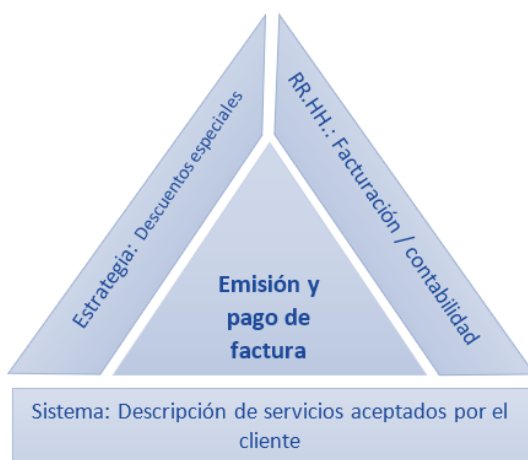 Estrategia: Descuentos especiales
RR.HH.: Facturación / contabilidad
Emisión y
pago de
factura
Sistema: Descripción de servicios aceptados por el
cliente